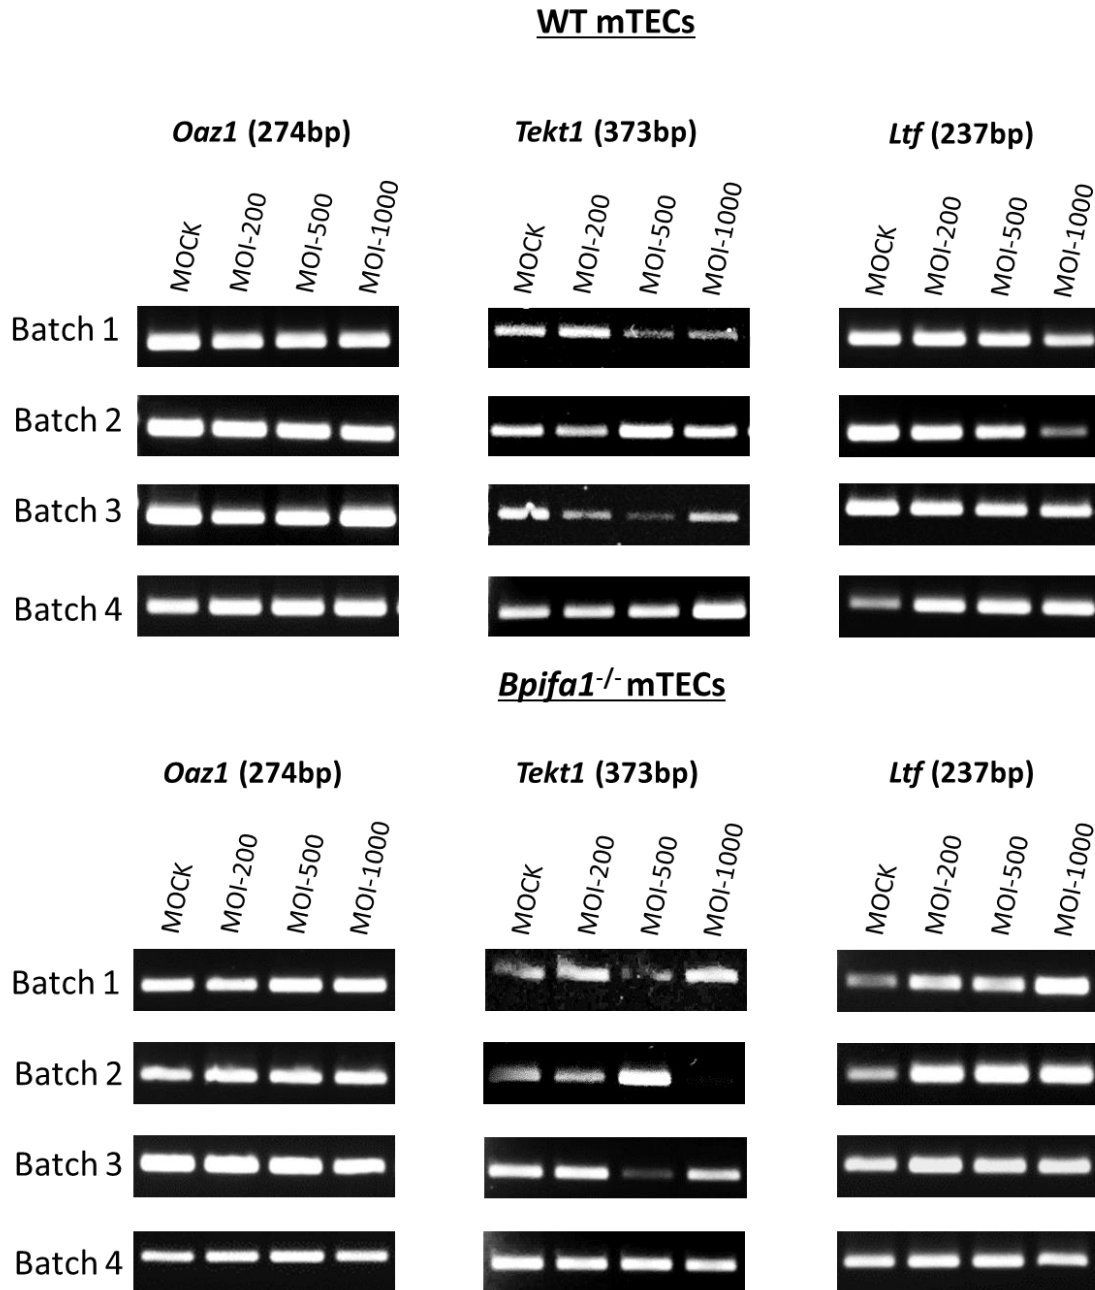 WT mTECs
Oaz1 (274bp) Tekt1 (373bp) Ltf (237bp)
MOCK MOI-200 MOI-500 MOI-1000 MOCK MOI-200 MOI-500 MOI-1000 MOCK MOI-200 MOI-500 MOI-1000
Batch 1
Batch 2
Batch 3
Batch 4
Bpifa1-/- mTECs
Oaz1 (274bp) Tekt1 (373bp) Ltf (237bp)
MOCK MOI-200 MOI-500 MOI-1000 MOCK MOI-200 MOI-500 MOI-1000 MOCK MOI-200 MOI-500 MOI-1000
Batch 1
Batch 2
Batch 3
Batch 4